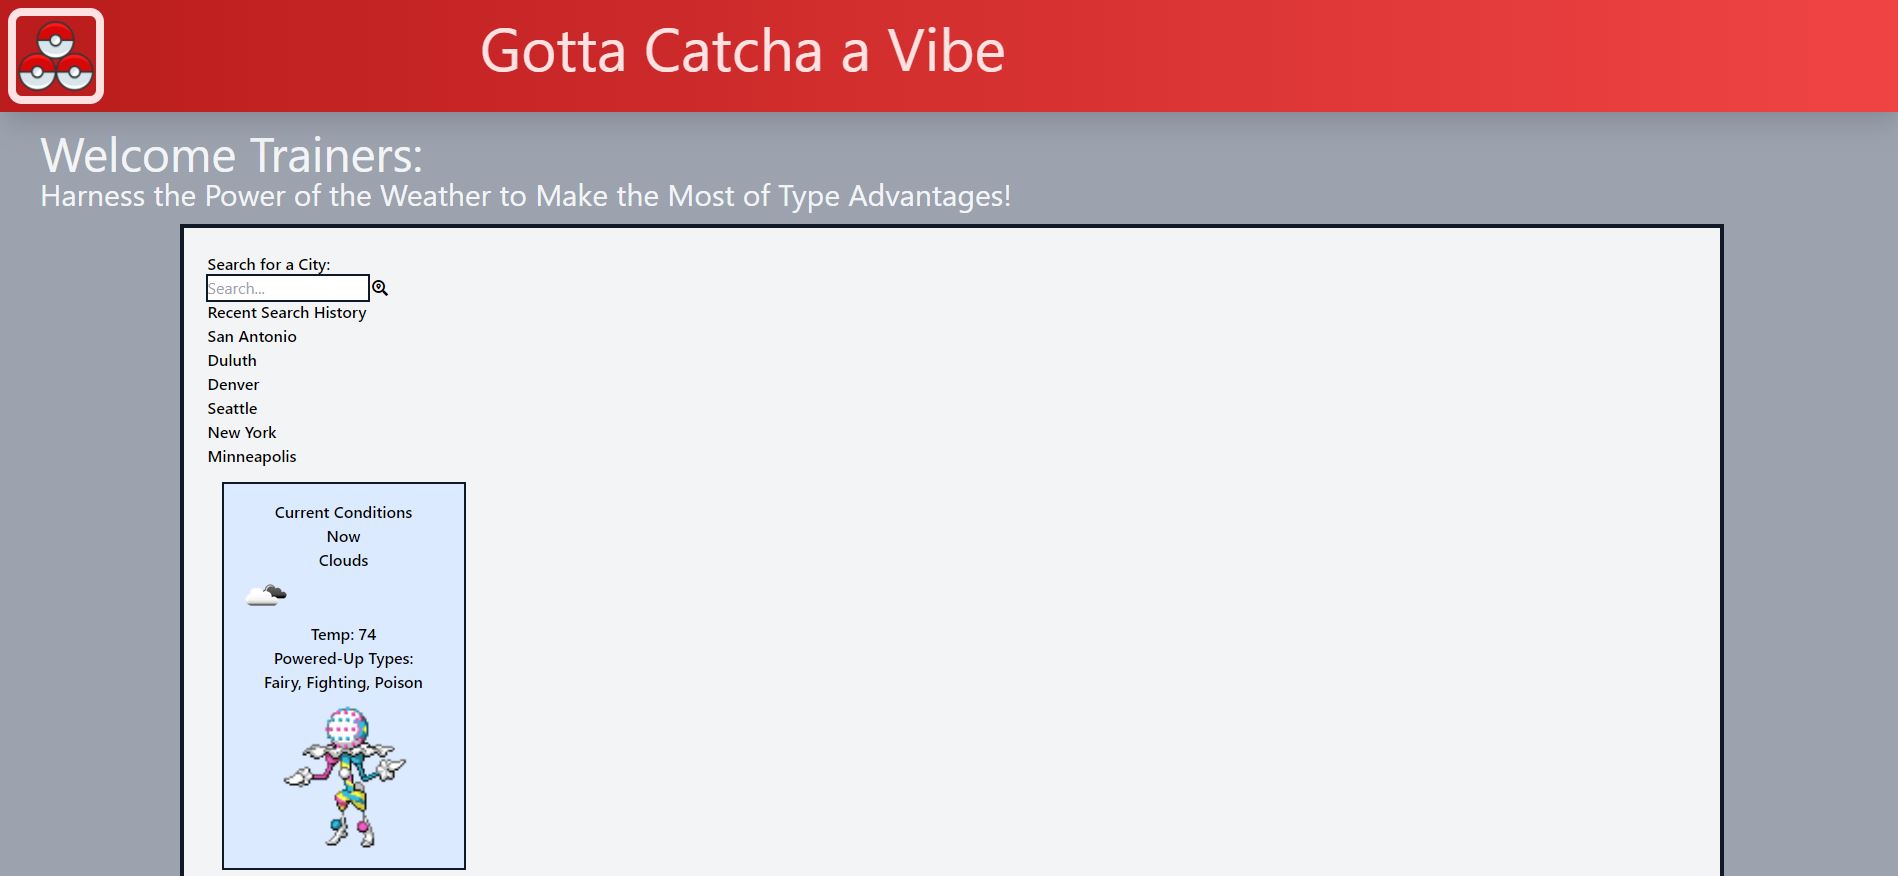 Gotta Catcha a Vibe
Welcome Trainers:
Harness the Power of the Weather to Make the Most of Type Advantages!
Search for a City:
Search...
Recent Search History
San Antonio
Duluth
Denver
Seattle
New York
Minneapolis
Current Conditions
Now
Clouds
Temp: 74
Powered-Up Types:
Fairy, Fighting, Poison